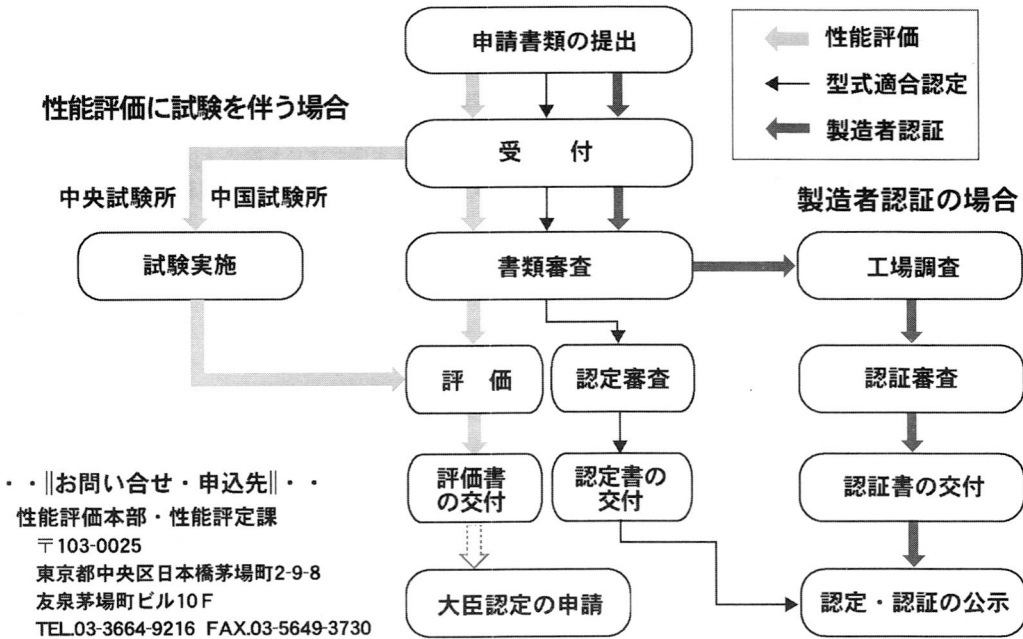 申請書類の提出
性能評価
型式適合認定
製造者認証
性能評価に試験を伴う場合
受　付
中央試験所　中国試験所
製造者認証の場合
試験実施
書類審査
工場調査
評　価
認定審査
認証審査
評価書
の交付
認定書の
交付
認証書の交付
・・‖お問い合せ・申込先‖・・
性能評価本部・性能評定課
〒103-0025
東京都中央区日本橋茅場町2-9-8
友泉茅場町ビル10F
TEL.03-3664-9216 FAX.03-5649-3730
大臣認定の申請
認定・認証の公示